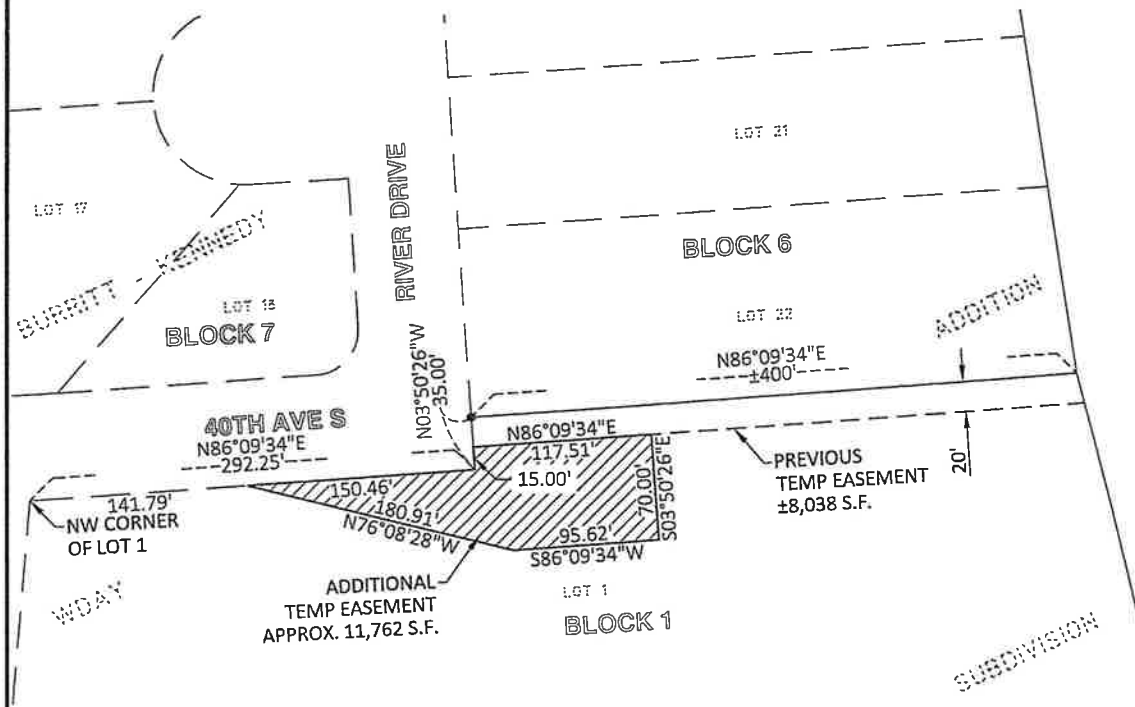 LOT 21
LOT 17
RIVER DRIVE
BURRITT - KENNEDY
BLOCK 6
LOT 18
BLOCK 7
LOT 22
ADDITION
N86°09'34"E
±400'
N03°50'26"W
35.00'
40TH AVE S
N86°09'34"E
292.25'
N86°09'34"E
117.51'
15.00'
PREVIOUS
TEMP EASEMENT
±8,038 S.F.
20'
141.79'
NW CORNER
OF LOT 1
150.46'
180.91'
N76°08'28"W
70.00'
S03°50'26"E
95.62'
S86°09'34"W
ADDITIONAL
TEMP EASEMENT
APPROX. 11,762 S.F.
WDAY
LOT 1
BLOCK 1
SUBDIVISION